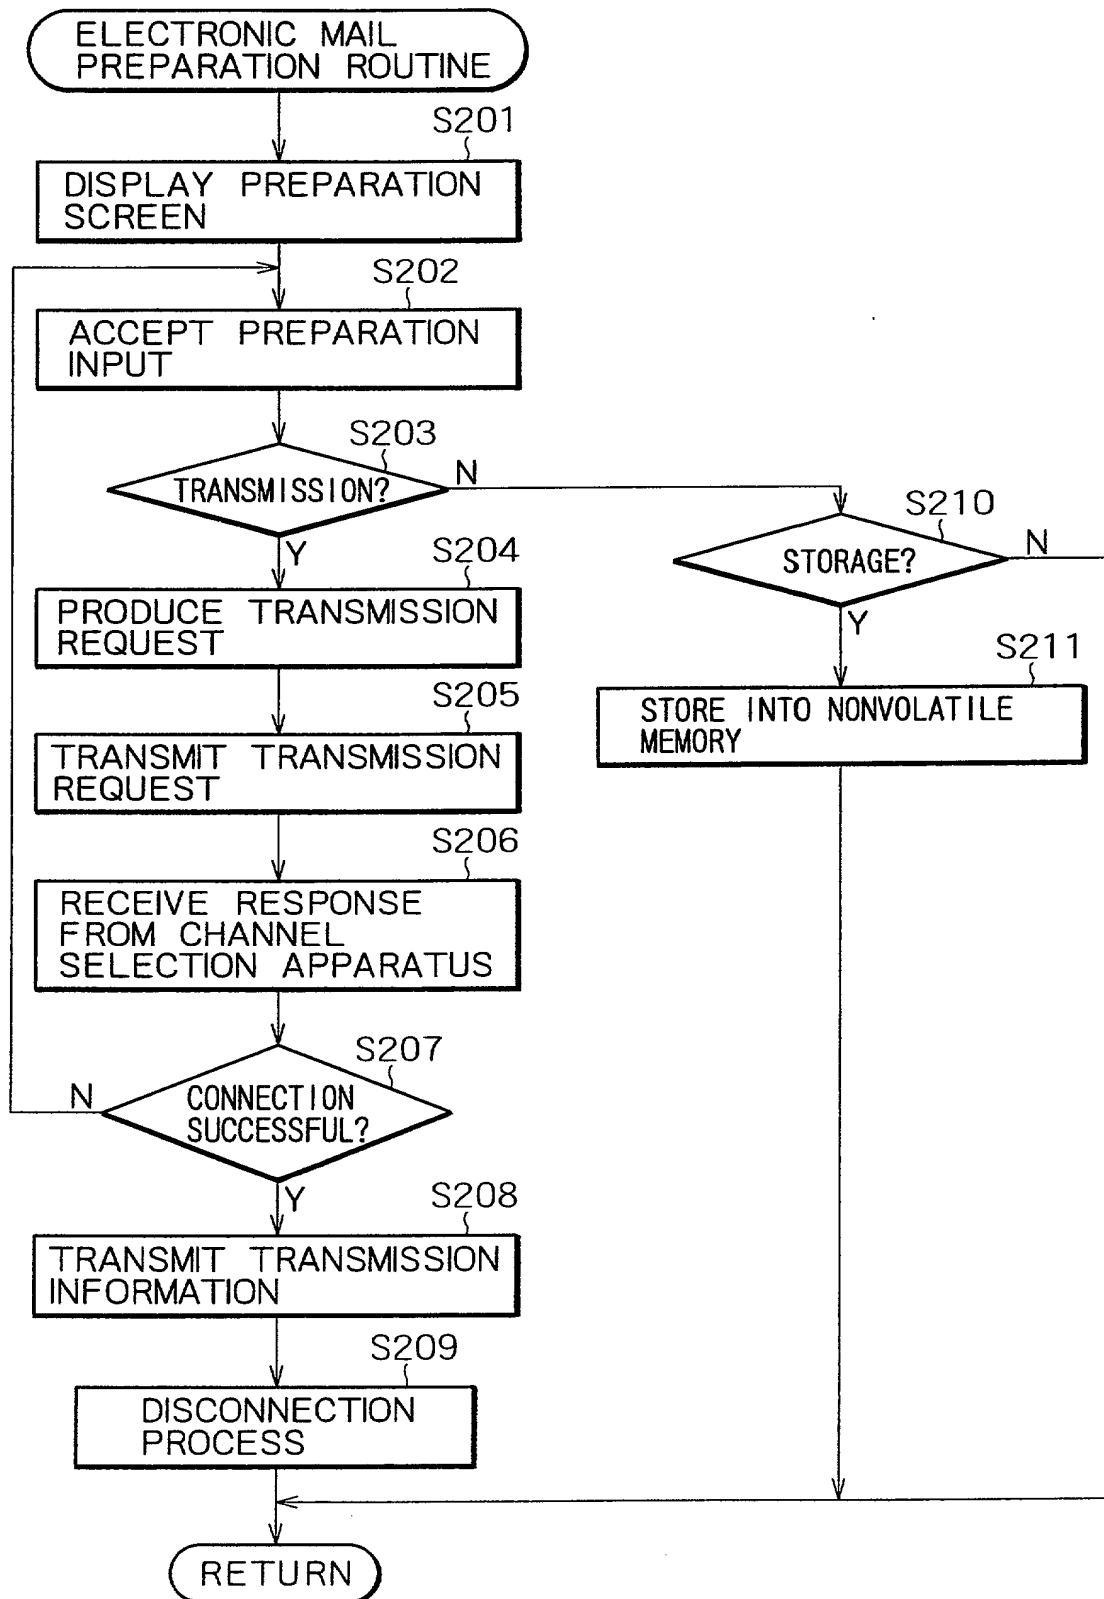 ELECTRONIC MAIL
PREPARATION ROUTINE
S201
DISPLAY PREPARATION
SCREEN
S202
ACCEPT PREPARATION
INPUT
S203
TRANSMISSION?
N
Y
S204
PRODUCE TRANSMISSION
REQUEST
S205
TRANSMIT TRANSMISSION
REQUEST
S206
RECEIVE RESPONSE
FROM CHANNEL
SELECTION APPARATUS
S207
CONNECTION
SUCCESSFUL?
N
Y
S208
TRANSMIT TRANSMISSION
INFORMATION
S209
DISCONNECTION
PROCESS
S210
STORAGE?
N
Y
S211
STORE INTO NONVOLATILE
MEMORY
RETURN